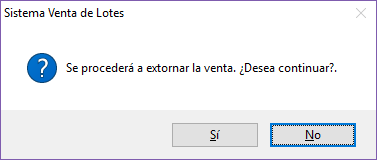 Sistema Venta de Lotes
Se procederá a extornar la venta. ¿Desea continuar?.
Sí
No